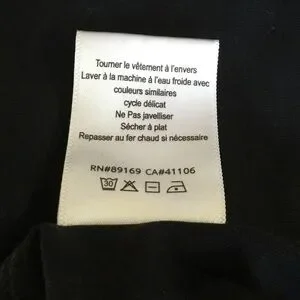 Tourner le vêtement à l'envers
Laver à la machine à l'eau froide avec
couleurs similaires
cycle délicat
Ne Pas javelliser
Sécher à plat
Repasser au fer chaud si nécessaire
RN#89169 CA#41106
30